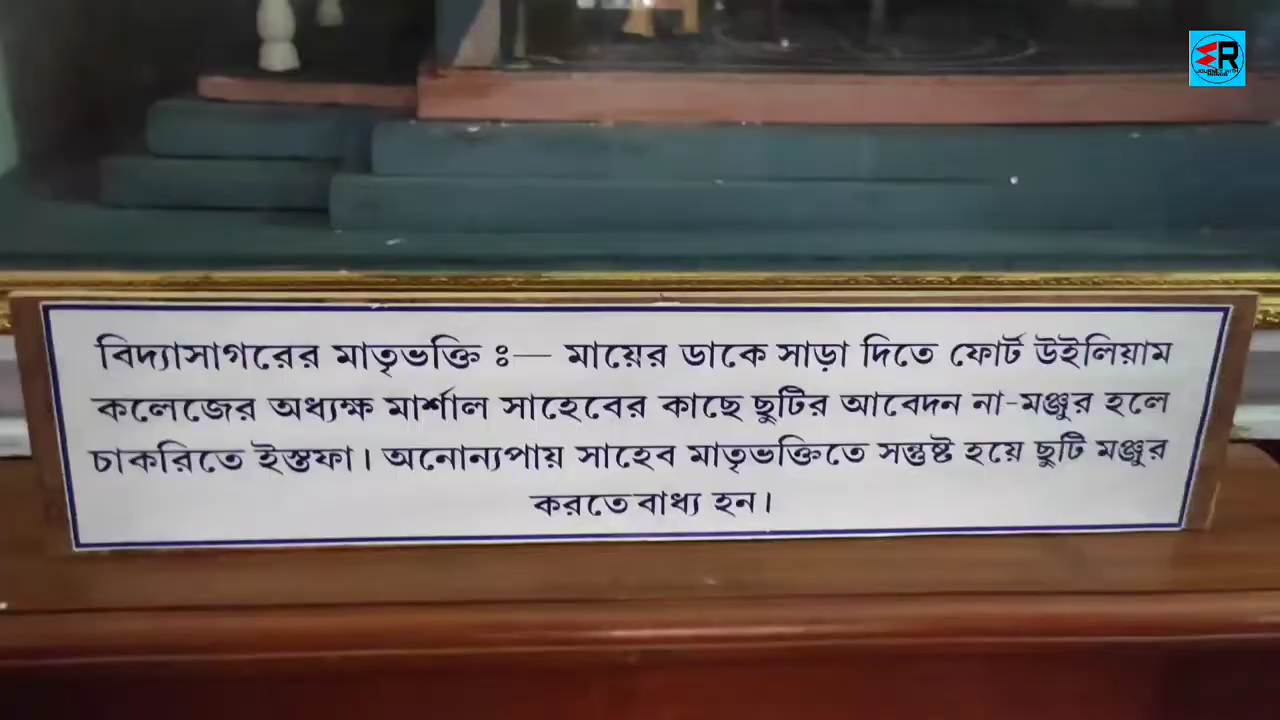 বিদ্যাসাগরের মাতৃভক্তি ঃ— মায়ের ডাকে সাড়া দিতে ফোর্ট উইলিয়াম
কলেজের অধ্যক্ষ মার্শাল সাহেবের কাছে ছুটির আবেদন না-মঞ্জুর হলে
চাকরিতে ইস্তফা। অনোন্যপায় সাহেব মাতৃভক্তিতে সন্তুষ্ট হয়ে ছুটি মঞ্জুর
করতে বাধ্য হন।